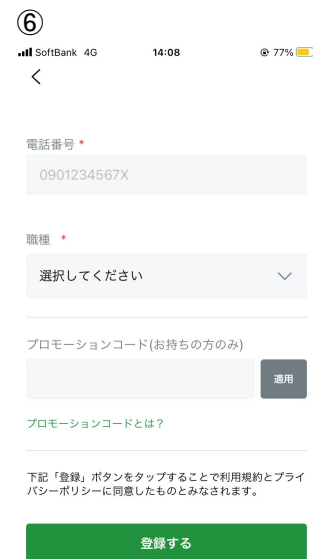 ⑥
SoftBank 4G 14:08 77%
電話番号 *
0901234567X
職種 *
選択してください
プロモーションコード(お持ちの方のみ)
適用
プロモーションコードとは？
下記「登録」ボタンをタップすることで利用規約とプライ
バシーポリシーに同意したものとみなされます。
登録する